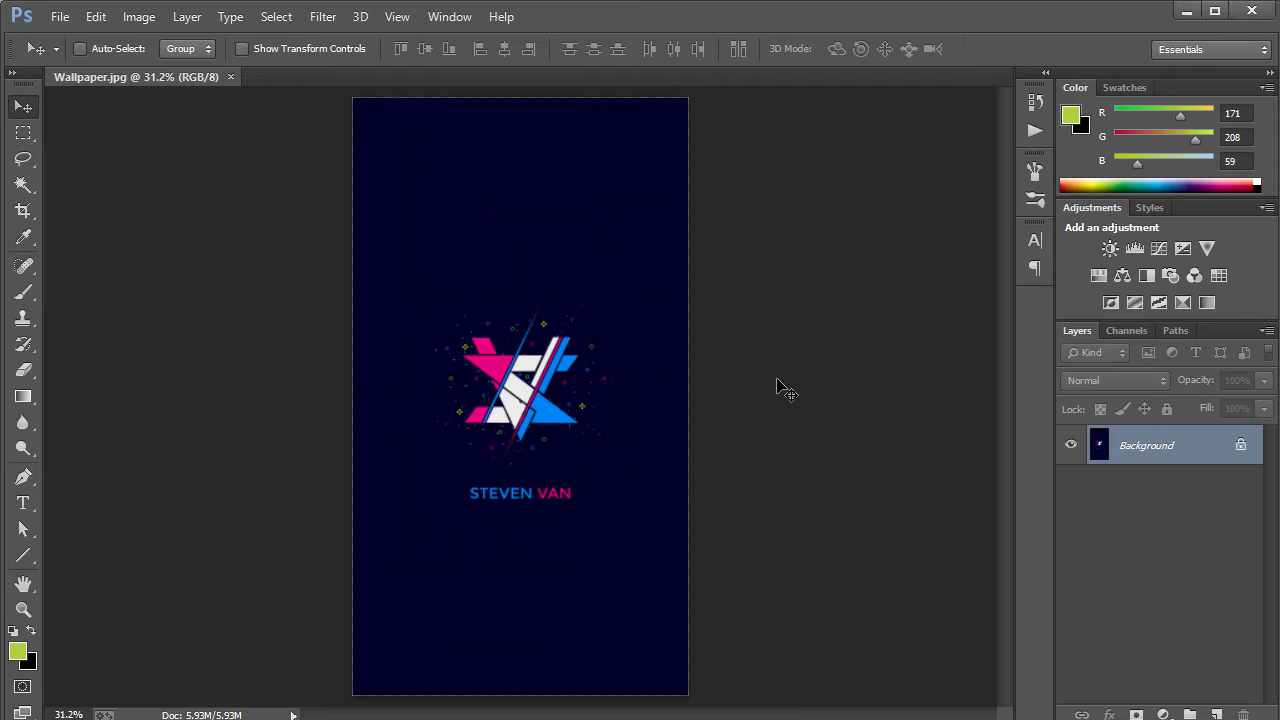 Ps File Edit Image Layer Type Select Filter 3D View Window Help
Auto-Select: Group Show Transform Controls 3D Mode: Essentials
Wallpaper.jpg @ 31.2% (RGB/8) ×
Color Swatches
R 171
G 208
B 59
Adjustments Styles
Add an adjustment
Layers Channels Paths
Kind
Normal Opacity: 100%
Lock: Fill: 100%
Background
STEVEN VAN
31.2% Doc: 5.93M/5.93M